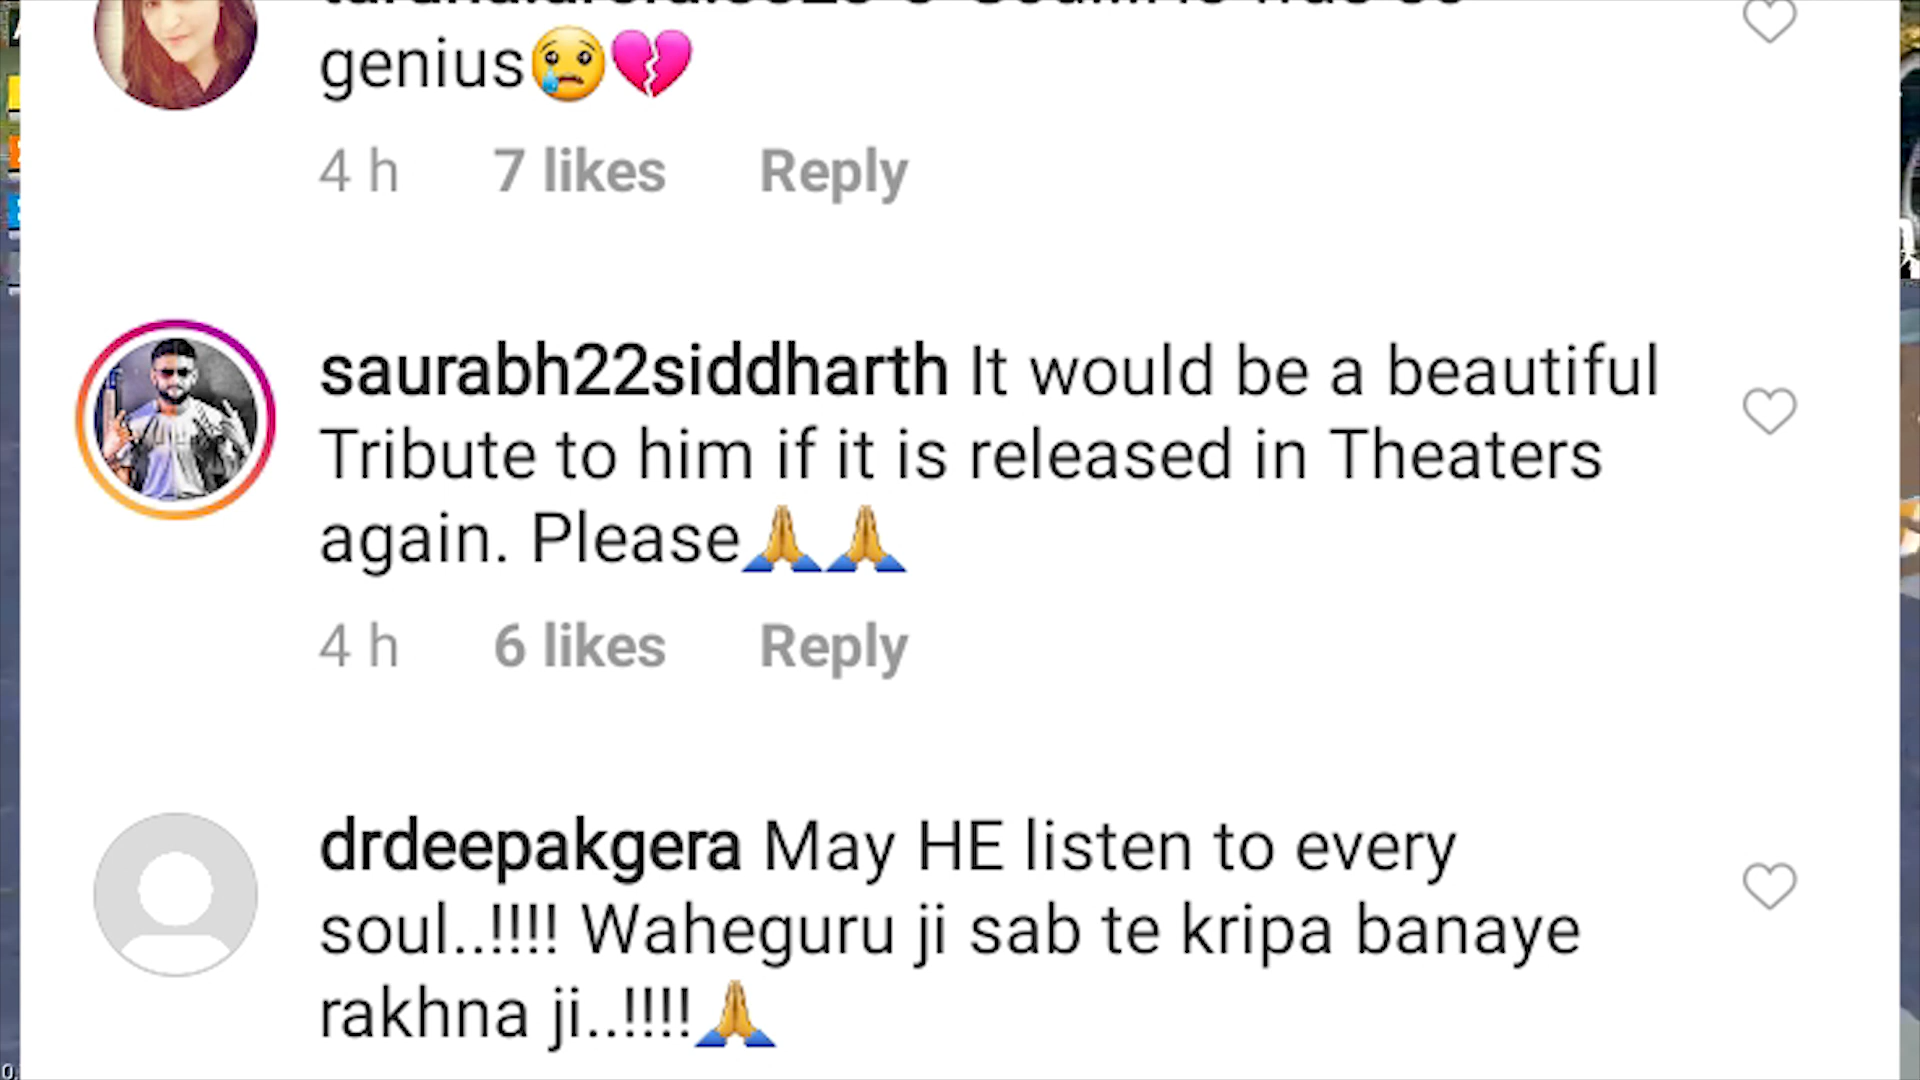 genius😢💔
4 h 7 likes Reply
saurabh22siddharth It would be a beautiful
Tribute to him if it is released in Theaters
again. Please🙏🙏
4 h 6 likes Reply
drdeepakgera May HE listen to every
soul..!!!! Waheguru ji sab te kripa banaye
rakhna ji..!!!!🙏